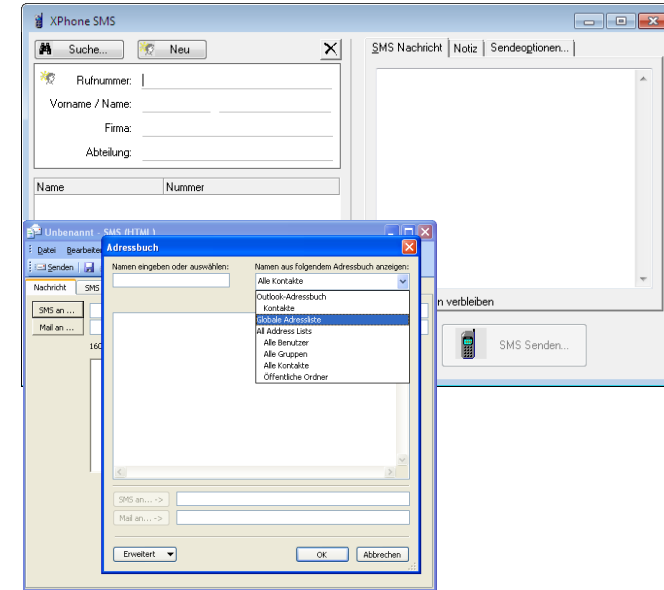 XPhone SMS
Suche...
Neu
Rufnummer:
Vorname / Name:
Firma:
Abteilung:
Name
Nummer
SMS Nachricht
Notiz
Sendeoptionen...
n verbleiben
SMS Senden...
Unbenannt - SMS (HTML)
Datei
Bearbeite
Senden
Nachricht
SMS
SMS an ...
Mail an ...
160
Adressbuch
Namen eingeben oder auswählen:
Namen aus folgendem Adressbuch anzeigen:
Alle Kontakte
Outlook-Adressbuch
Kontakte
Globale Adressliste
All Address Lists
Alle Benutzer
Alle Gruppen
Alle Kontakte
Öffentliche Ordner
SMS an... ->
Mail an... ->
Erweitert
OK
Abbrechen